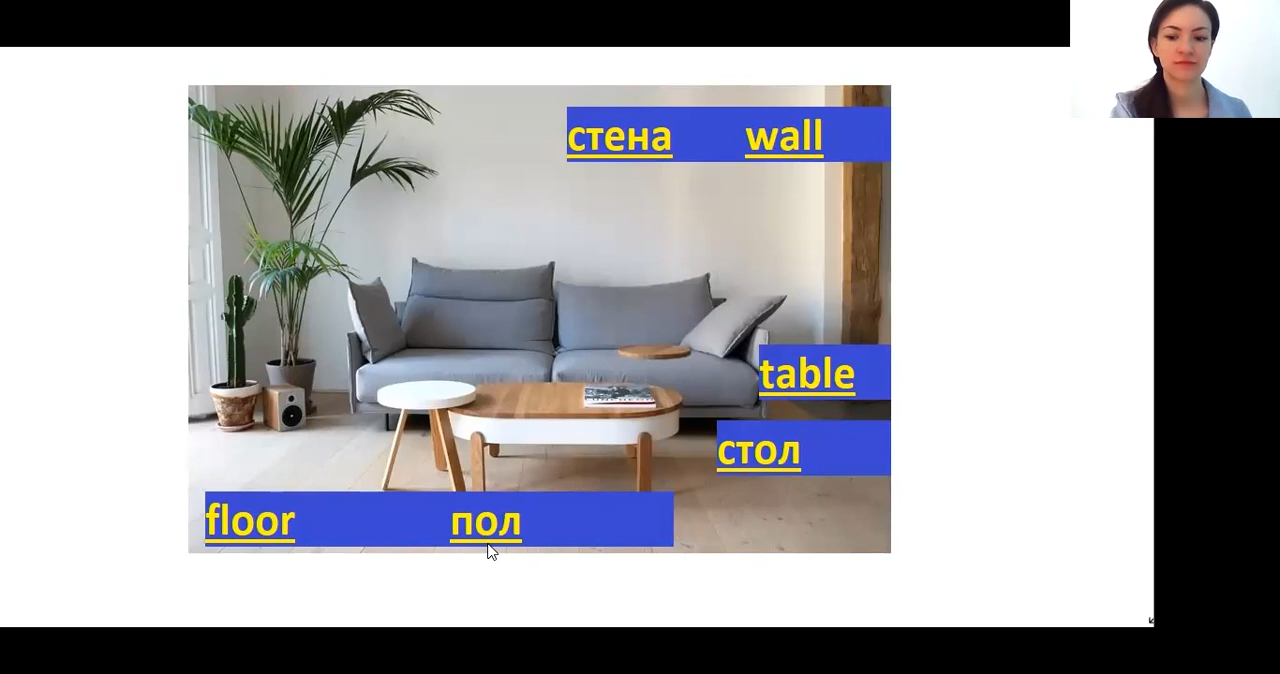 стена wall
table
стол
floor пол